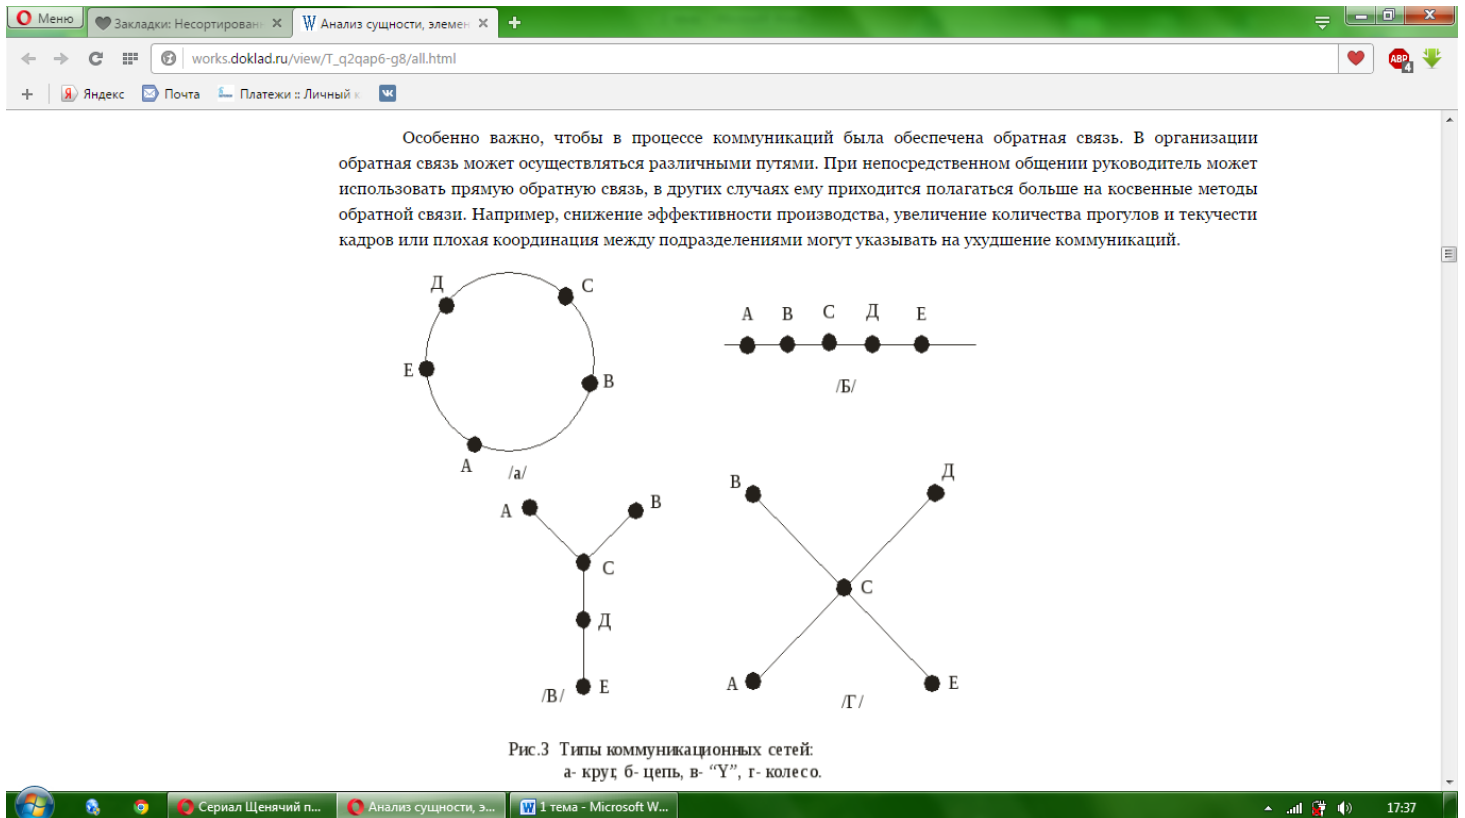 Меню
Закладки: Несортирован
Анализ сущности, элемен
works.doklad.ru/view/T_q2qap6-g8/all.html
ABP
4
Яндекс
Почта
Платежи :: Личный к
Особенно важно, чтобы в процессе коммуникаций была обеспечена обратная связь. В организации
обратная связь может осуществляться различными путями. При непосредственном общении руководитель может
использовать прямую обратную связь, в других случаях ему приходится полагаться больше на косвенные методы
обратной связи. Например, снижение эффективности производства, увеличение количества прогулов и текучести
кадров или плохая координация между подразделениями могут указывать на ухудшение коммуникаций.
Д
С
Е
В
А
/а/
А В С Д Е
/Б/
А
В
С
Д
Е
/В/
В
Д
С
А
Е
/Г/
Рис.3 Типы коммуникационных сетей:
а- круг, б- цепь, в- “Y”, г- колесо.
Сериал Щенячий п...
Анализ сущности, э...
1 тема - Microsoft W...
17:37